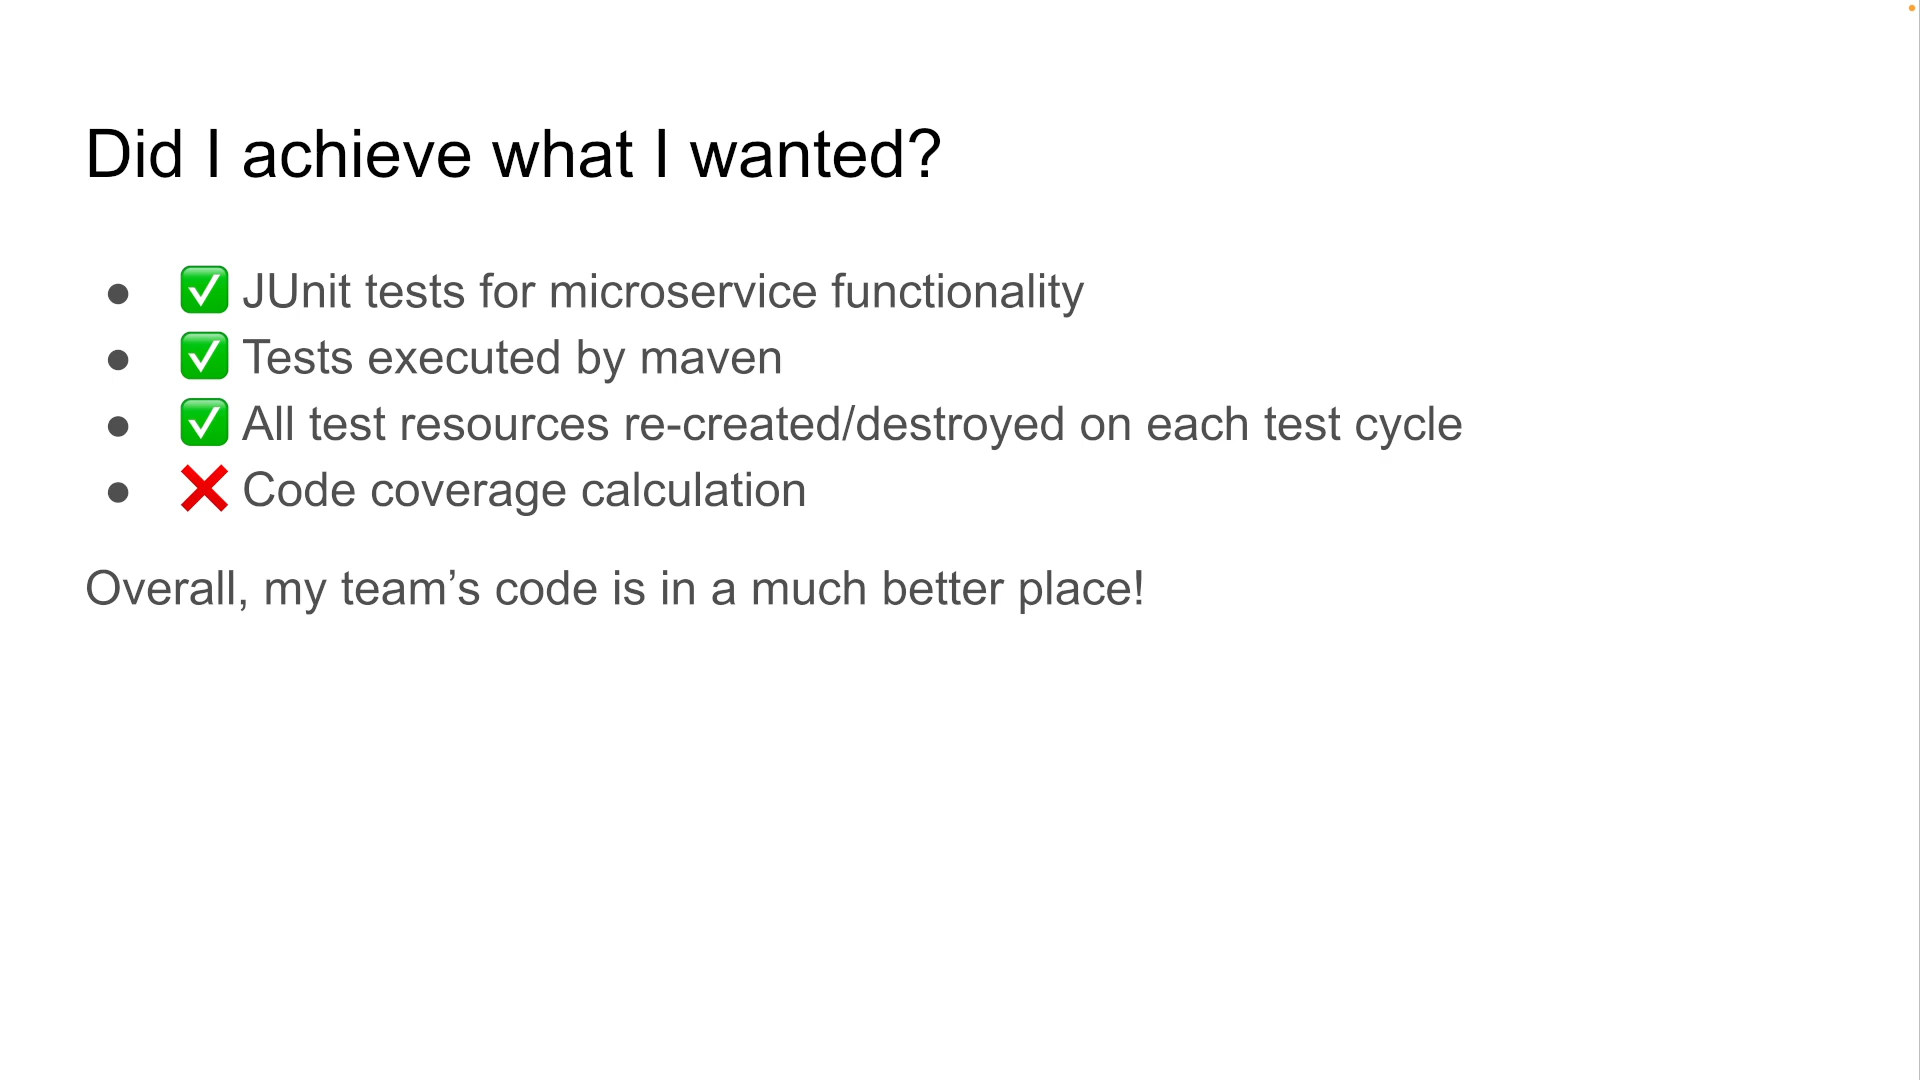 Did I achieve what I wanted?
● ✅ JUnit tests for microservice functionality
● ✅ Tests executed by maven
● ✅ All test resources re-created/destroyed on each test cycle
● ❌ Code coverage calculation
Overall, my team’s code is in a much better place!